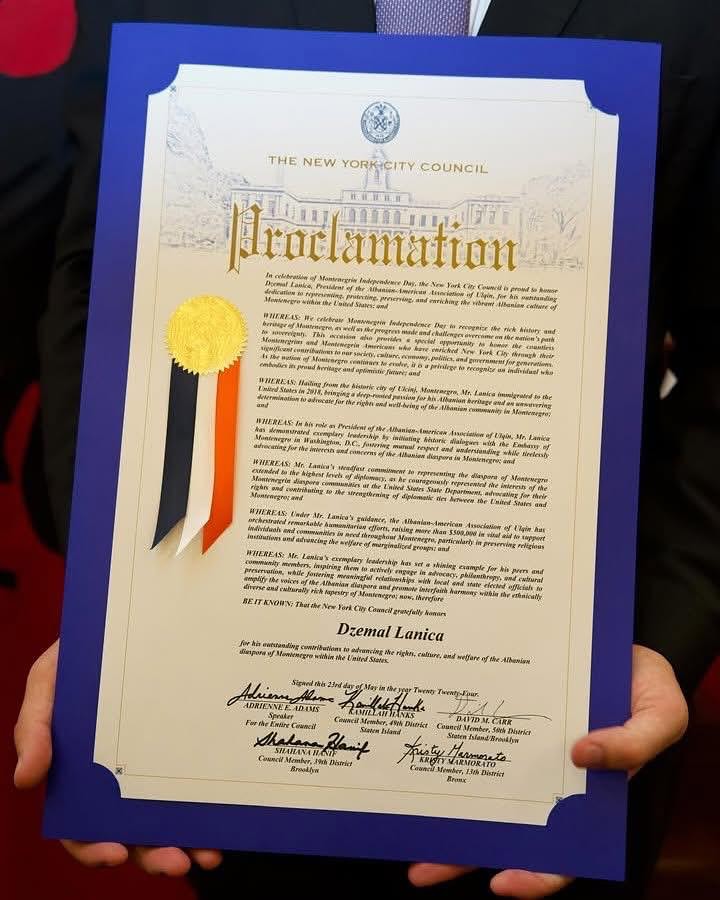 THE NEW YORK CITY COUNCIL
Proclamation
In celebration of Montenegrin Independence Day, the New York City Council is proud to honor
Dzemal Lanica, President of the Albanian-American Association of Ulqin, for his outstanding
dedication to representing, protecting, preserving, and enriching the vibrant Albanian culture of
Montenegro within the United States; and
WHEREAS: We celebrate Montenegrin Independence Day to recognize the rich history and
heritage of Montenegro, as well as the progress made and challenges overcome on the nation's path
to sovereignty. This occasion also provides a special opportunity to honor the countless
Montenegrins and Montenegrin Americans who have enriched New York City through their
significant contributions to our society, culture, economy, politics, and government for generations.
As the nation of Montenegro continues to evolve, it is a privilege to recognize an individual who
embodies its proud heritage and optimistic future; and
WHEREAS: Hailing from the historic city of Ulcinj, Montenegro, Mr. Lanica immigrated to the
United States in 2018, bringing a deep-rooted passion for his Albanian heritage and an unwavering
determination to advocate for the rights and well-being of the Albanian community in Montenegro;
and
WHEREAS: In his role as President of the Albanian-American Association of Ulqin, Mr. Lanica
has demonstrated exemplary leadership by initiating historic dialogues with the Embassy of
Montenegro in Washington, D.C., fostering mutual respect and understanding while tirelessly
advocating for the interests and concerns of the Albanian diaspora in Montenegro; and
WHEREAS: Mr. Lanica's steadfast commitment to representing the diaspora of Montenegro
extended to the highest levels of diplomacy, as he courageously represented the interests of the
Montenegrin diaspora communities at the United States State Department, advocating for their
rights and contributing to the strengthening of diplomatic ties between the United States and
Montenegro; and
WHEREAS: Under Mr. Lanica's guidance, the Albanian-American Association of Ulqin has
orchestrated remarkable humanitarian efforts, raising more than $300,000 in vital aid to support
individuals and communities in need throughout Montenegro, particularly in preserving religious
institutions and advancing the welfare of marginalized groups; and
WHEREAS: Mr. Lanica's exemplary leadership has set a shining example for his peers and
community members, inspiring them to actively engage in advocacy, philanthropy, and cultural
preservation, while fostering meaningful relationships with local and state elected officials to
amplify the voices of the Albanian diaspora and promote interfaith harmony within the ethnically
diverse and culturally rich tapestry of Montenegro; now, therefore
BE IT KNOWN: That the New York City Council gratefully honors
Dzemal Lanica
for his outstanding contributions to advancing the rights, culture, and welfare of the Albanian
diaspora of Montenegro within the United States.
Signed this 23rd day of May in the year Twenty Twenty-Four.
Adrienne Adams
ADRIENNE E. ADAMS
Speaker
For the Entire Council
Kamillah Hanks
KAMILLAH HANKS
Council Member, 49th District
Staten Island
DAVID M. CARR
Council Member, 50th District
Staten Island/Brooklyn
Shahana Hanif
SHAHANA HANIF
Council Member, 39th District
Brooklyn
Kristy Marmorato
KRISTY MARMORATO
Council Member, 13th District
Bronx